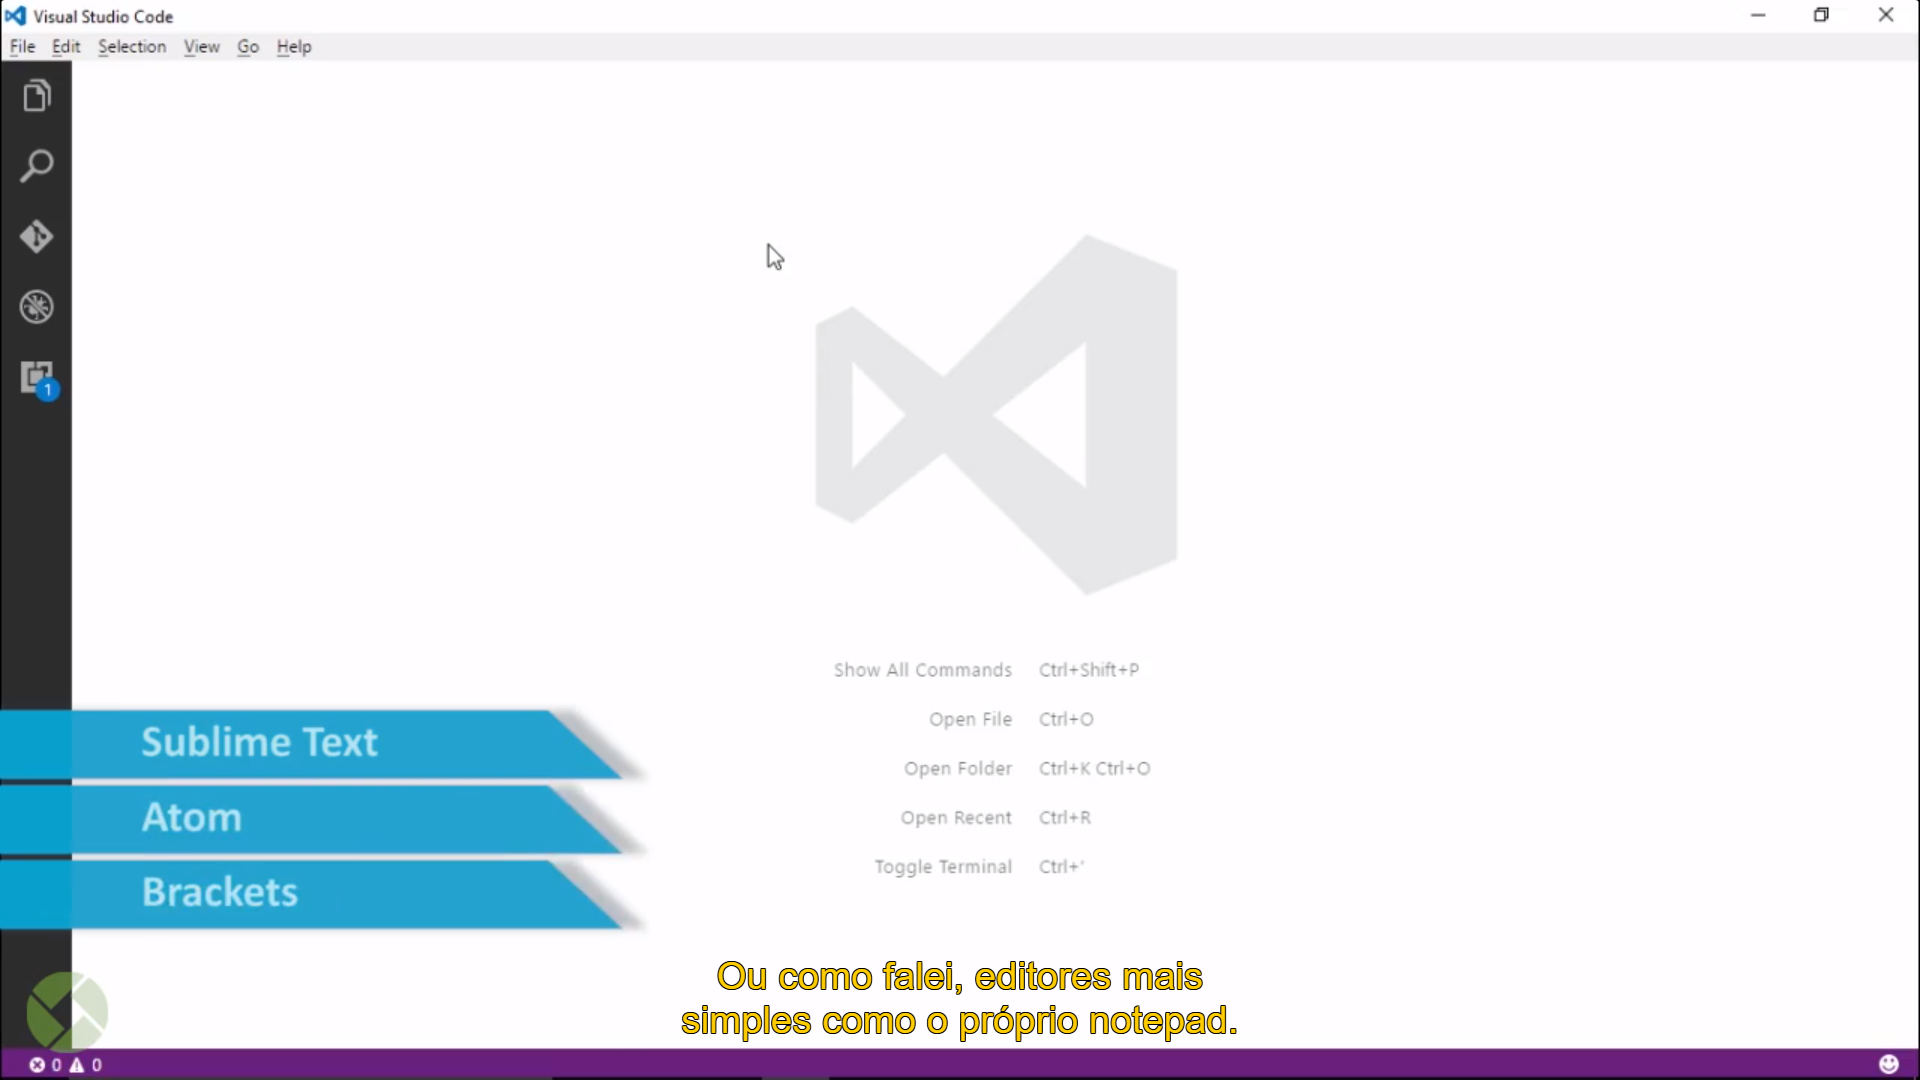 Visual Studio Code
File Edit Selection View Go Help
1
Show All Commands Ctrl+Shift+P
Open File Ctrl+O
Open Folder Ctrl+K Ctrl+O
Open Recent Ctrl+R
Toggle Terminal Ctrl+'
Sublime Text
Atom
Brackets
Ou como falei, editores mais
simples como o próprio notepad.
0 0